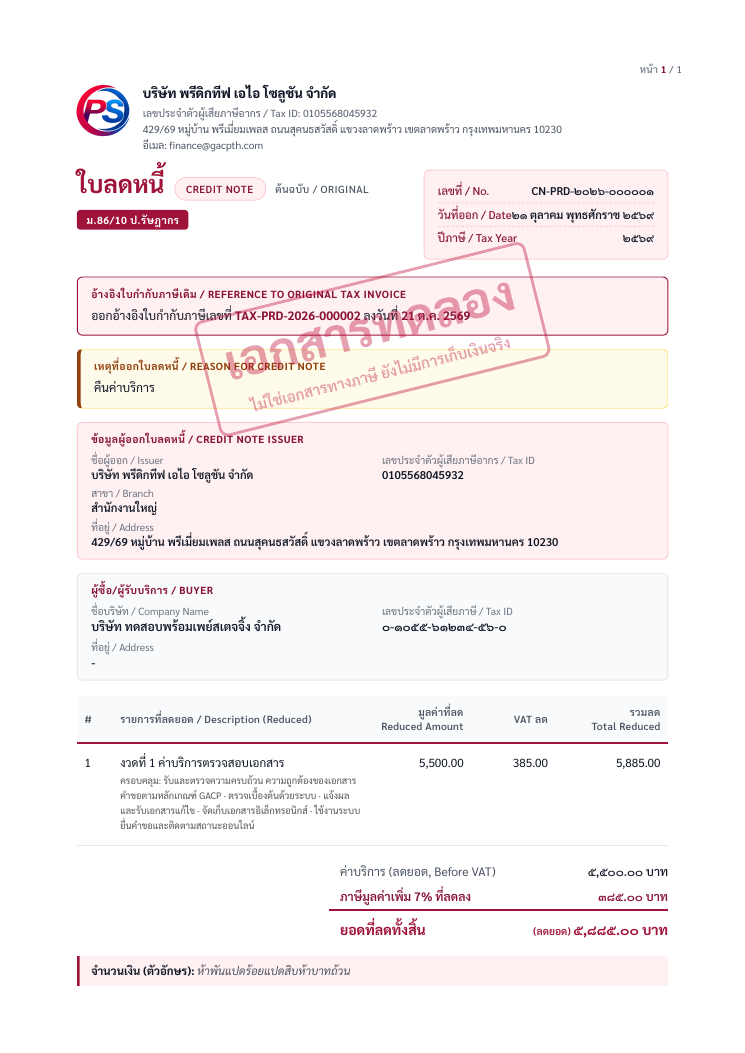 หน้า 1 / 1
PS
บริษัท พรีดิกทีฟ เอไอ โซลูชัน จำกัด
เลขประจำตัวผู้เสียภาษีอากร / Tax ID: 0105568045932
429/69 หมู่บ้าน พรีเมี่ยมเพลส ถนนสุคนธสวัสดิ์ แขวงลาดพร้าว เขตลาดพร้าว กรุงเทพมหานคร 10230
อีเมล: finance@gacpth.com
ใบลดหนี้ CREDIT NOTE ต้นฉบับ / ORIGINAL
ม.86/10 ป.รัษฎากร
เลขที่ / No. CN-PRD-๒๐๒๖-๐๐๐๐๐๑
วันที่ออก / Date๒๑ ตุลาคม พุทธศักราช ๒๕๖๙
ปีภาษี / Tax Year ๒๕๖๙
อ้างอิงใบกำกับภาษีเดิม / REFERENCE TO ORIGINAL TAX INVOICE
ออกอ้างอิงใบกำกับภาษีเลขที่ TAX-PRD-2026-000002 ลงวันที่ 21 ต.ค. 2569
เอกสารทดลอง
ไม่ใช่เอกสารทางภาษี ยังไม่มีการเก็บเงินจริง
เหตุที่ออกใบลดหนี้ / REASON FOR CREDIT NOTE
คืนค่าบริการ
ข้อมูลผู้ออกใบลดหนี้ / CREDIT NOTE ISSUER
ชื่อผู้ออก / Issuer เลขประจำตัวผู้เสียภาษีอากร / Tax ID
บริษัท พรีดิกทีฟ เอไอ โซลูชัน จำกัด 0105568045932
สาขา / Branch
สำนักงานใหญ่
ที่อยู่ / Address
429/69 หมู่บ้าน พรีเมี่ยมเพลส ถนนสุคนธสวัสดิ์ แขวงลาดพร้าว เขตลาดพร้าว กรุงเทพมหานคร 10230
ผู้ซื้อ/ผู้รับบริการ / BUYER
ชื่อบริษัท / Company Name เลขประจำตัวผู้เสียภาษี / Tax ID
บริษัท ทดสอบพร้อมเพย์สเตจจิ้ง จำกัด ๐-๑๐๕๕-๖๑๒๓๔-๕๖-๐
ที่อยู่ / Address
-
# รายการที่ลดยอด / Description (Reduced) มูลค่าที่ลด Reduced Amount VAT ลด รวมลด Total Reduced
1 งวดที่ 1 ค่าบริการตรวจสอบเอกสาร 5,500.00 385.00 5,885.00
ครอบคลุม: รับและตรวจความครบถ้วน ความถูกต้องของเอกสาร
คำขอตามหลักเกณฑ์ GACP · ตรวจเบื้องต้นด้วยระบบ · แจ้งผล
และรับเอกสารแก้ไข · จัดเก็บเอกสารอิเล็กทรอนิกส์ · ใช้งานระบบ
ยื่นคำขอและติดตามสถานะออนไลน์
ค่าบริการ (ลดยอด, Before VAT) ๕,๕๐๐.๐๐ บาท
ภาษีมูลค่าเพิ่ม 7% ที่ลดลง ๓๘๕.๐๐ บาท
ยอดที่ลดทั้งสิ้น (ลดยอด) ๕,๘๘๕.๐๐ บาท
จำนวนเงิน (ตัวอักษร): ห้าพันแปดร้อยแปดสิบห้าบาทถ้วน